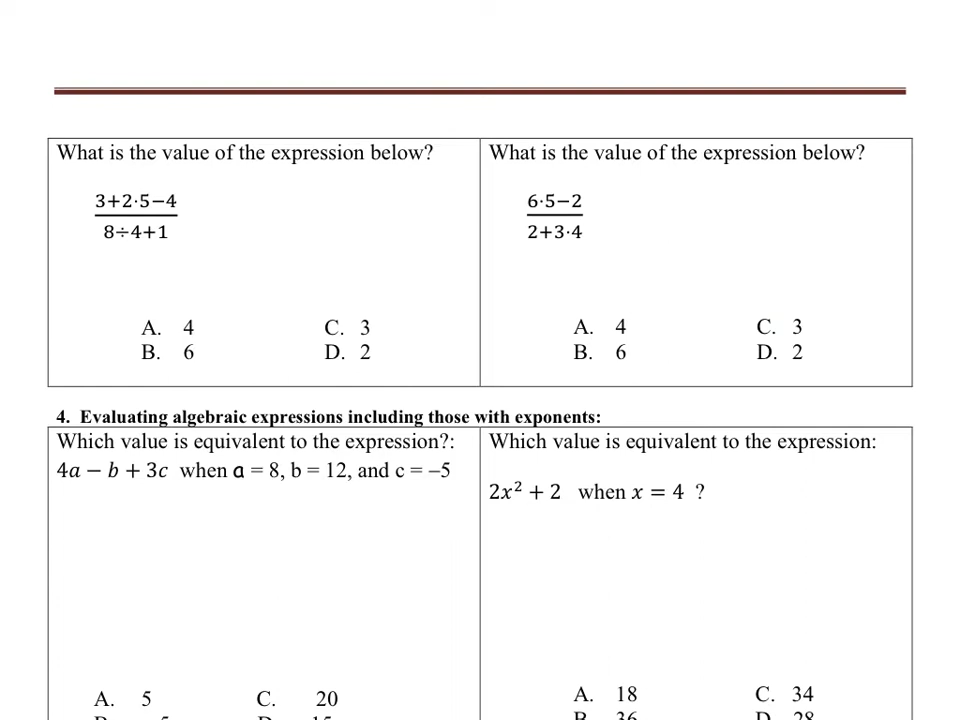 What is the value of the expression below?
3+2·5−4
8÷4+1
A. 4 C. 3
B. 6 D. 2
What is the value of the expression below?
6·5−2
2+3·4
A. 4 C. 3
B. 6 D. 2
4. Evaluating algebraic expressions including those with exponents:
Which value is equivalent to the expression?:
4a − b + 3c when a = 8, b = 12, and c = –5
A. 5 C. 20
Which value is equivalent to the expression:
2x² + 2 when x = 4 ?
A. 18 C. 34
B. 36 D. 28